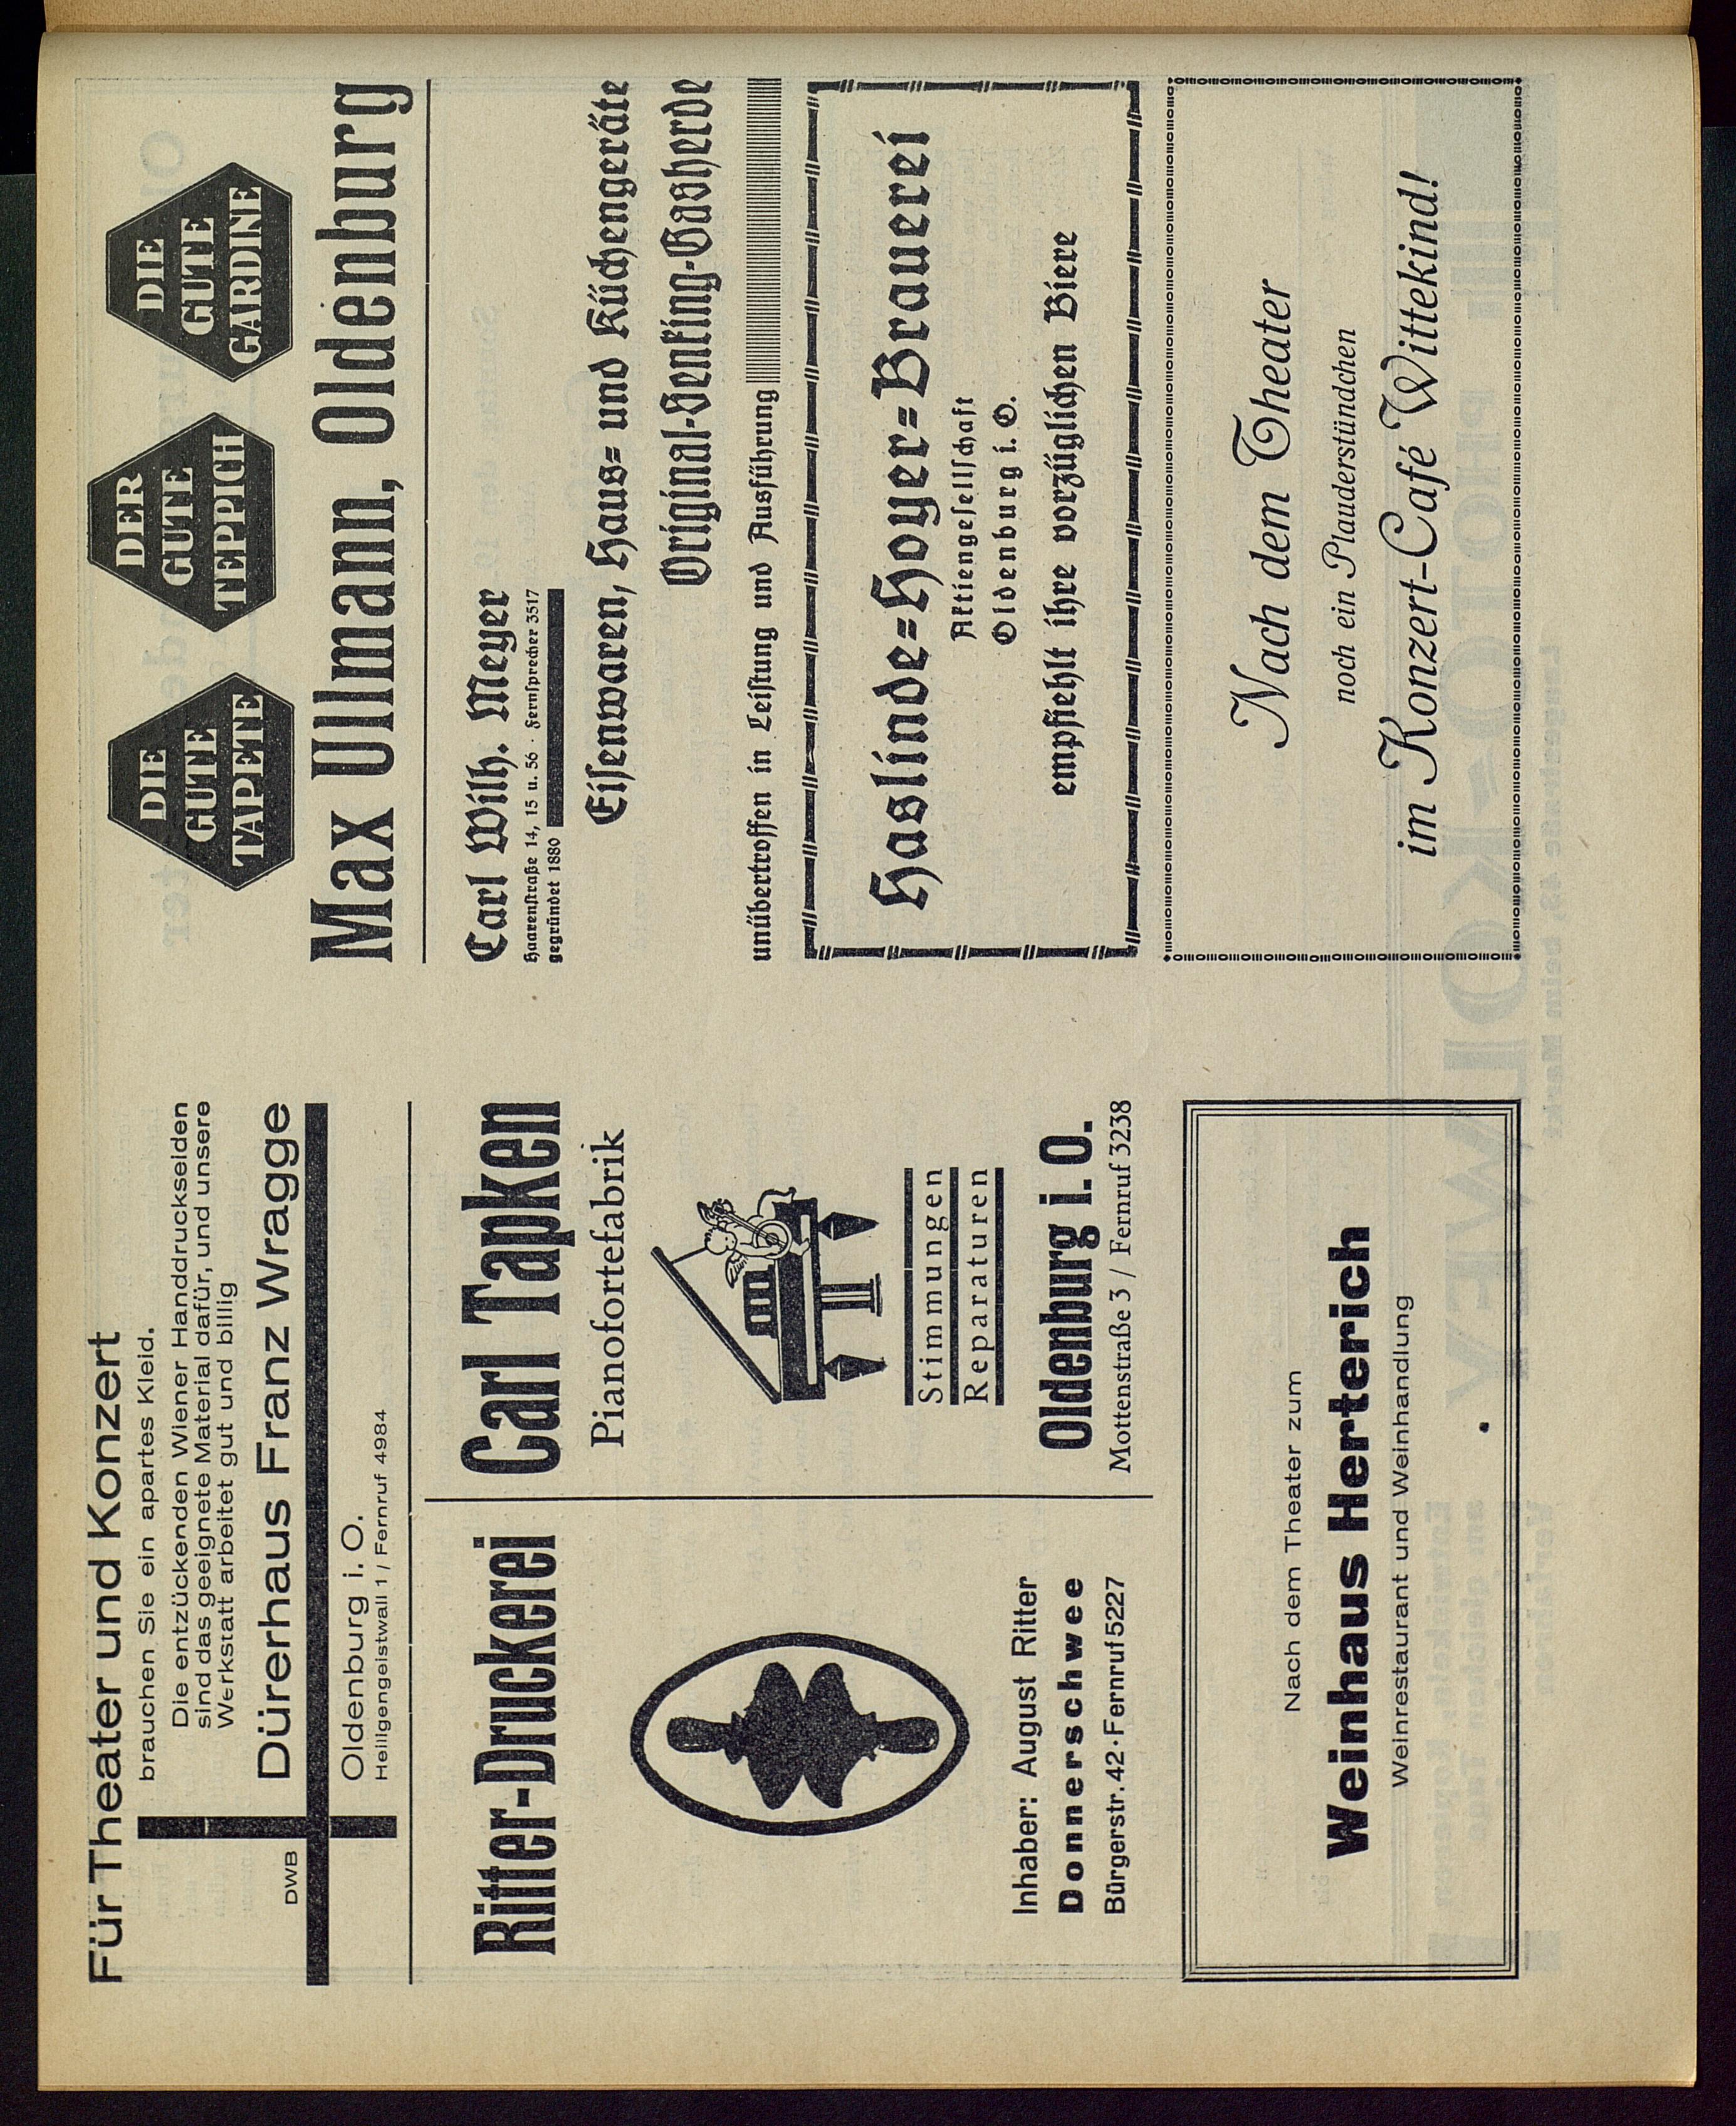 Für Theater und Konzert
brauchen Sie ein apartes Kleid.
Die entzückenden Wiener Handdruckseiden
sind das geeignete Material dafür, und unsere
Werkstatt arbeitet gut und billig
DWB
Dürerhaus Franz Wragge
Oldenburg i. O.
Heiligengeistwall 1 / Fernruf 4984
Ritter-Druckerei
Inhaber: August Ritter
Donnerschwee
Bürgerstr. 42 · Fernruf 5227
Carl Tapken
Pianofortefabrik
Stimmungen
Reparaturen
Oldenburg i. O.
Mottenstraße 3 / Fernruf 3238
Nach dem Theater zum
Weinhaus Herterich
Weinrestaurant und Weinhandlung
DIE
GUTE
TAPETE
DER
GUTE
TEPPICH
DIE
GUTE
GARDINE
Max Ullmann, Oldenburg
Carl Wilh. Meyer
Haarenstraße 14, 15 u. 56 · Fernsprecher 3517
gegründet 1880
Eisenwaren, Haus- und Küchengeräte
Original-Senking-Gasherde
unübertroffen in Leistung und Ausführung
Haslinde-Hoyer-Brauerei
Aktiengesellschaft
Oldenburg i. O.
empfiehlt ihre vorzüglichen Biere
Nach dem Theater
noch ein Plauderstündchen
im Konzert-Café Wittekind!